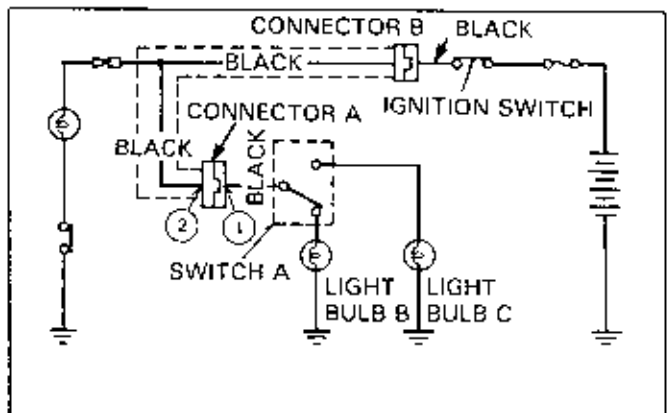 CONNECTOR B
BLACK
BLACK
IGNITION SWITCH
CONNECTOR A
BLACK
BLACK
2
1
SWITCH A
LIGHT
BULB B
LIGHT
BULB C